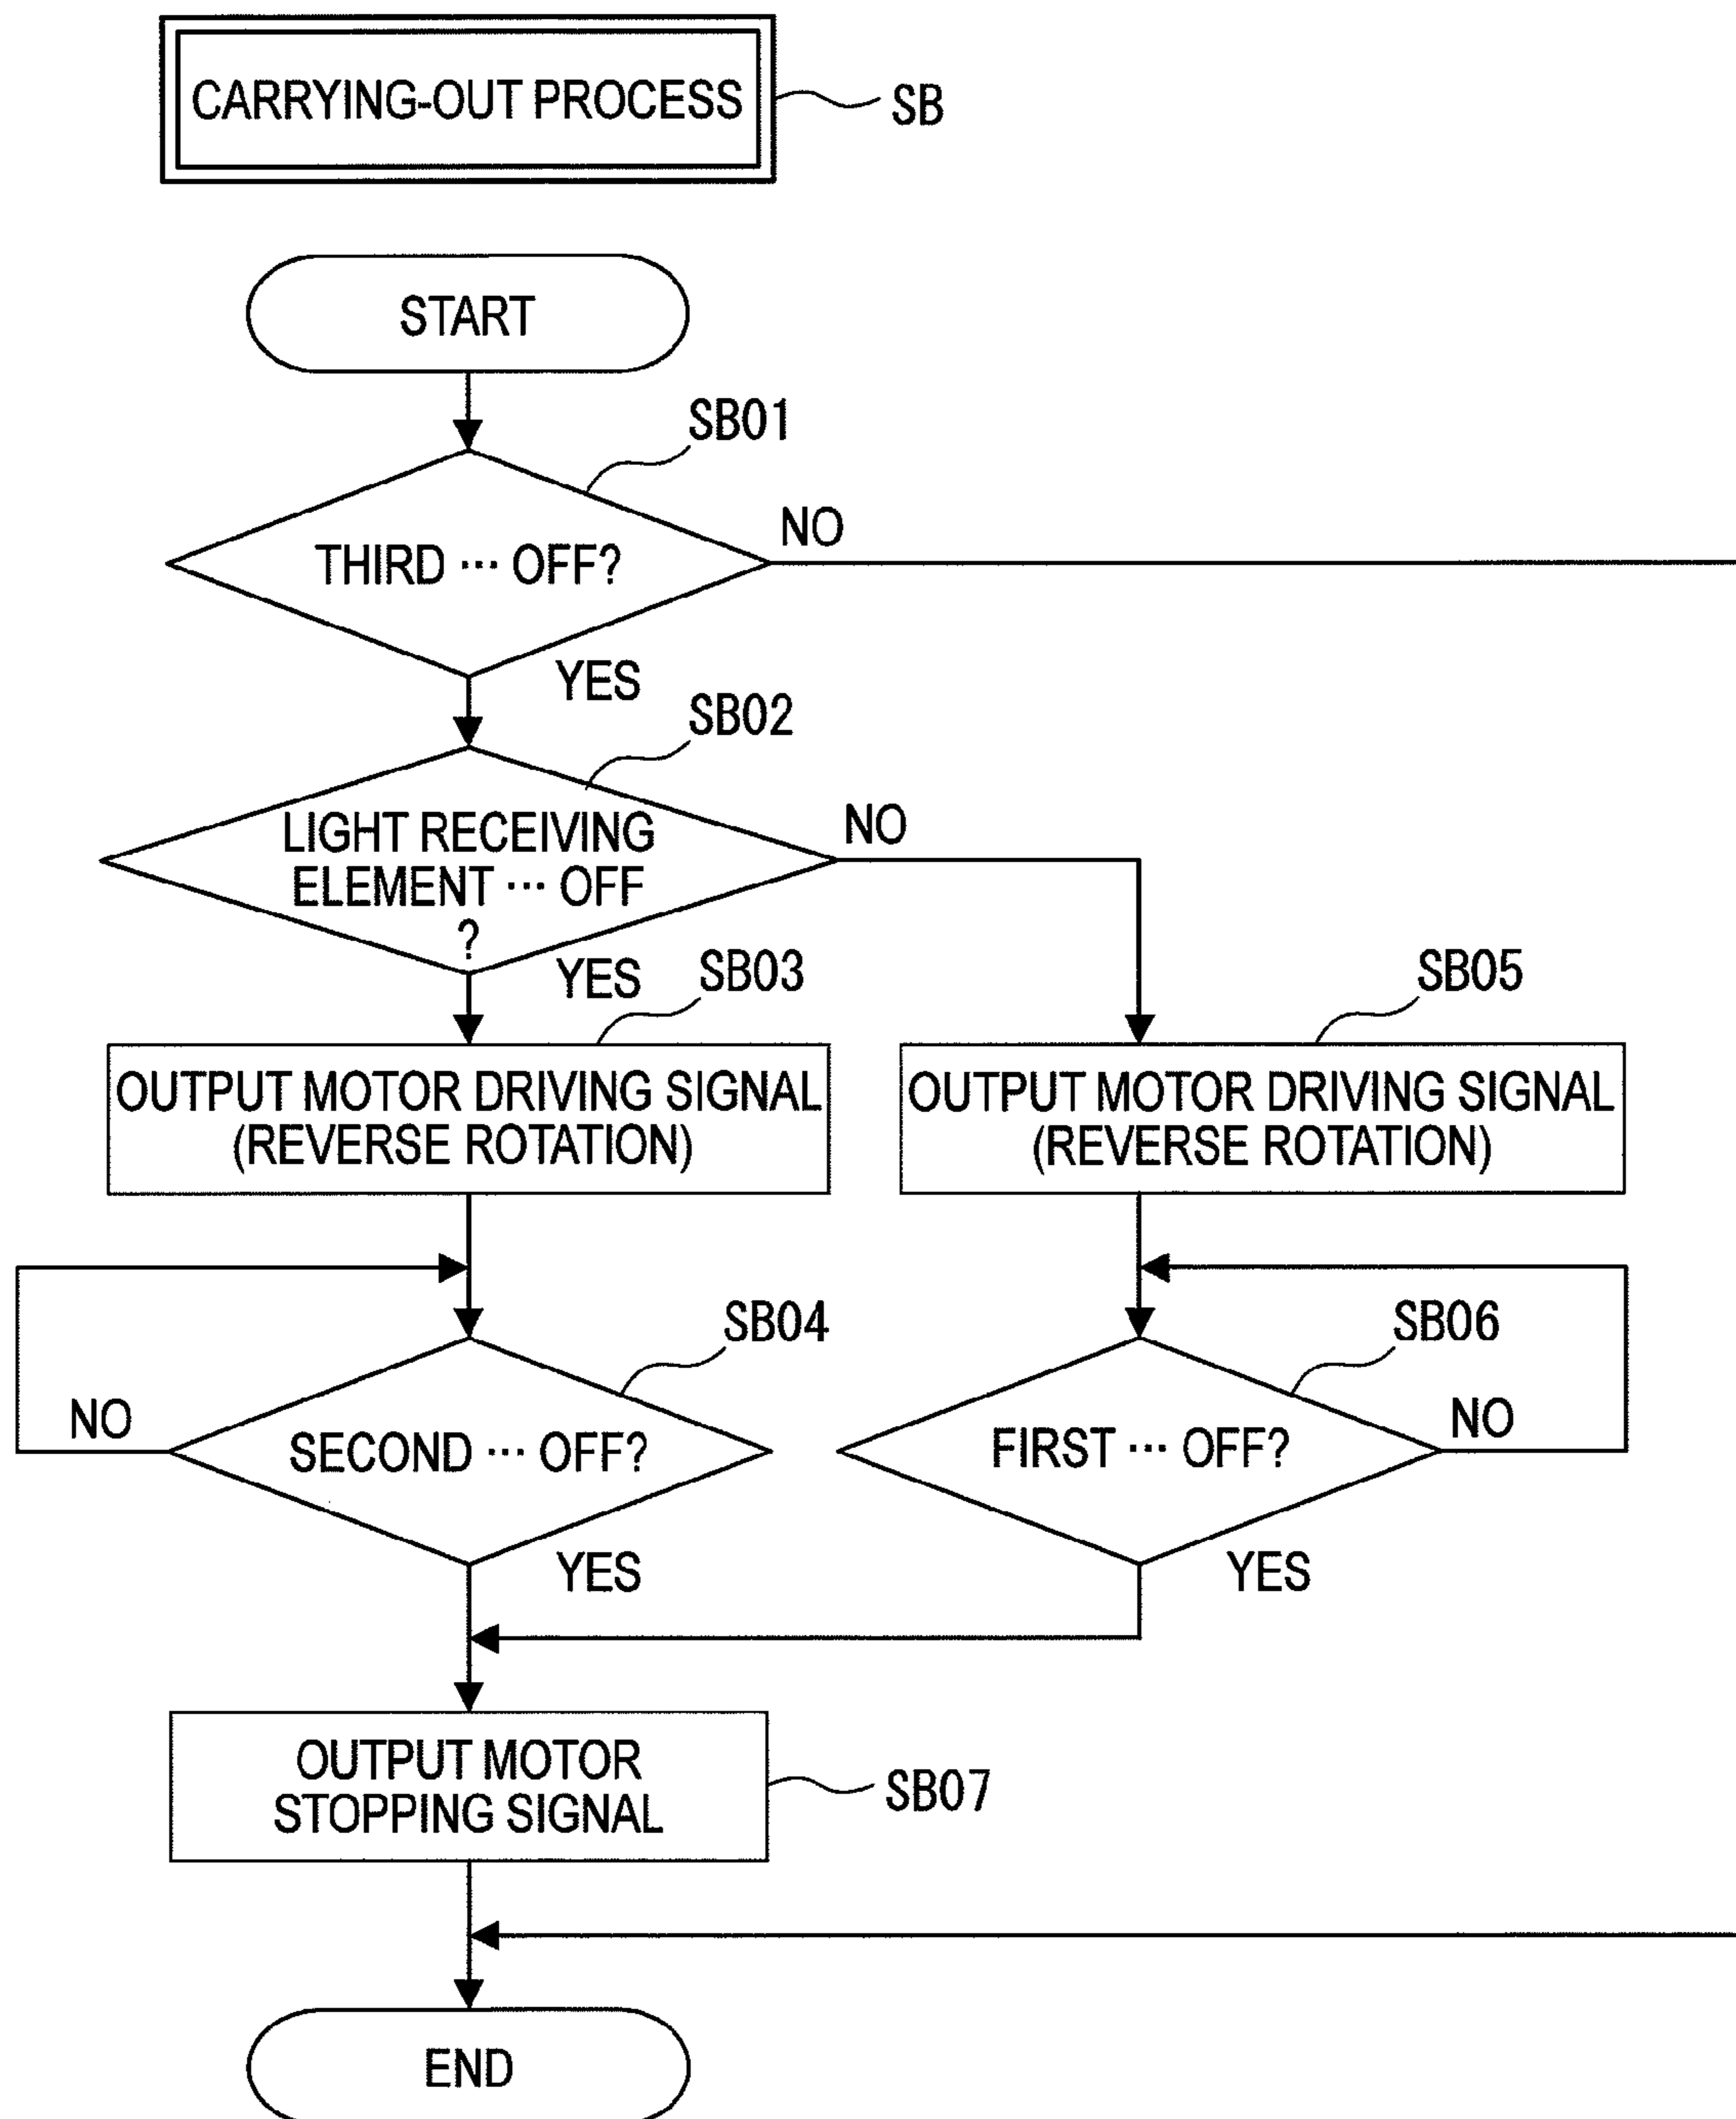 CARRYING-OUT PROCESS
SB
START
SB01
THIRD ··· OFF?
NO
YES
SB02
LIGHT RECEIVING
ELEMENT ··· OFF
?
NO
YES
SB03
OUTPUT MOTOR DRIVING SIGNAL
(REVERSE ROTATION)
SB05
OUTPUT MOTOR DRIVING SIGNAL
(REVERSE ROTATION)
SB04
SECOND ··· OFF?
NO
YES
SB06
FIRST ··· OFF?
NO
YES
OUTPUT MOTOR
STOPPING SIGNAL
SB07
END